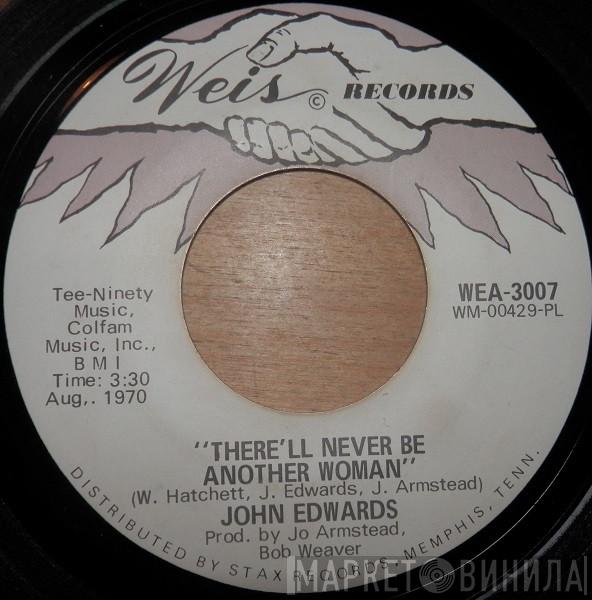 Weis © RECORDS
WEA-3007
WM-00429-PL
Tee-Ninety
Music,
Colfam
Music, Inc.,
B M I
Time: 3:30
Aug,. 1970
"THERE'LL NEVER BE
ANOTHER WOMAN"
(W. Hatchett, J. Edwards, J. Armstead)
JOHN EDWARDS
Prod. by Jo Armstead,
Bob Weaver
DISTRIBUTED BY STAX RECORDS, MEMPHIS, TENN.
МАРКЕТ ВИНИЛА